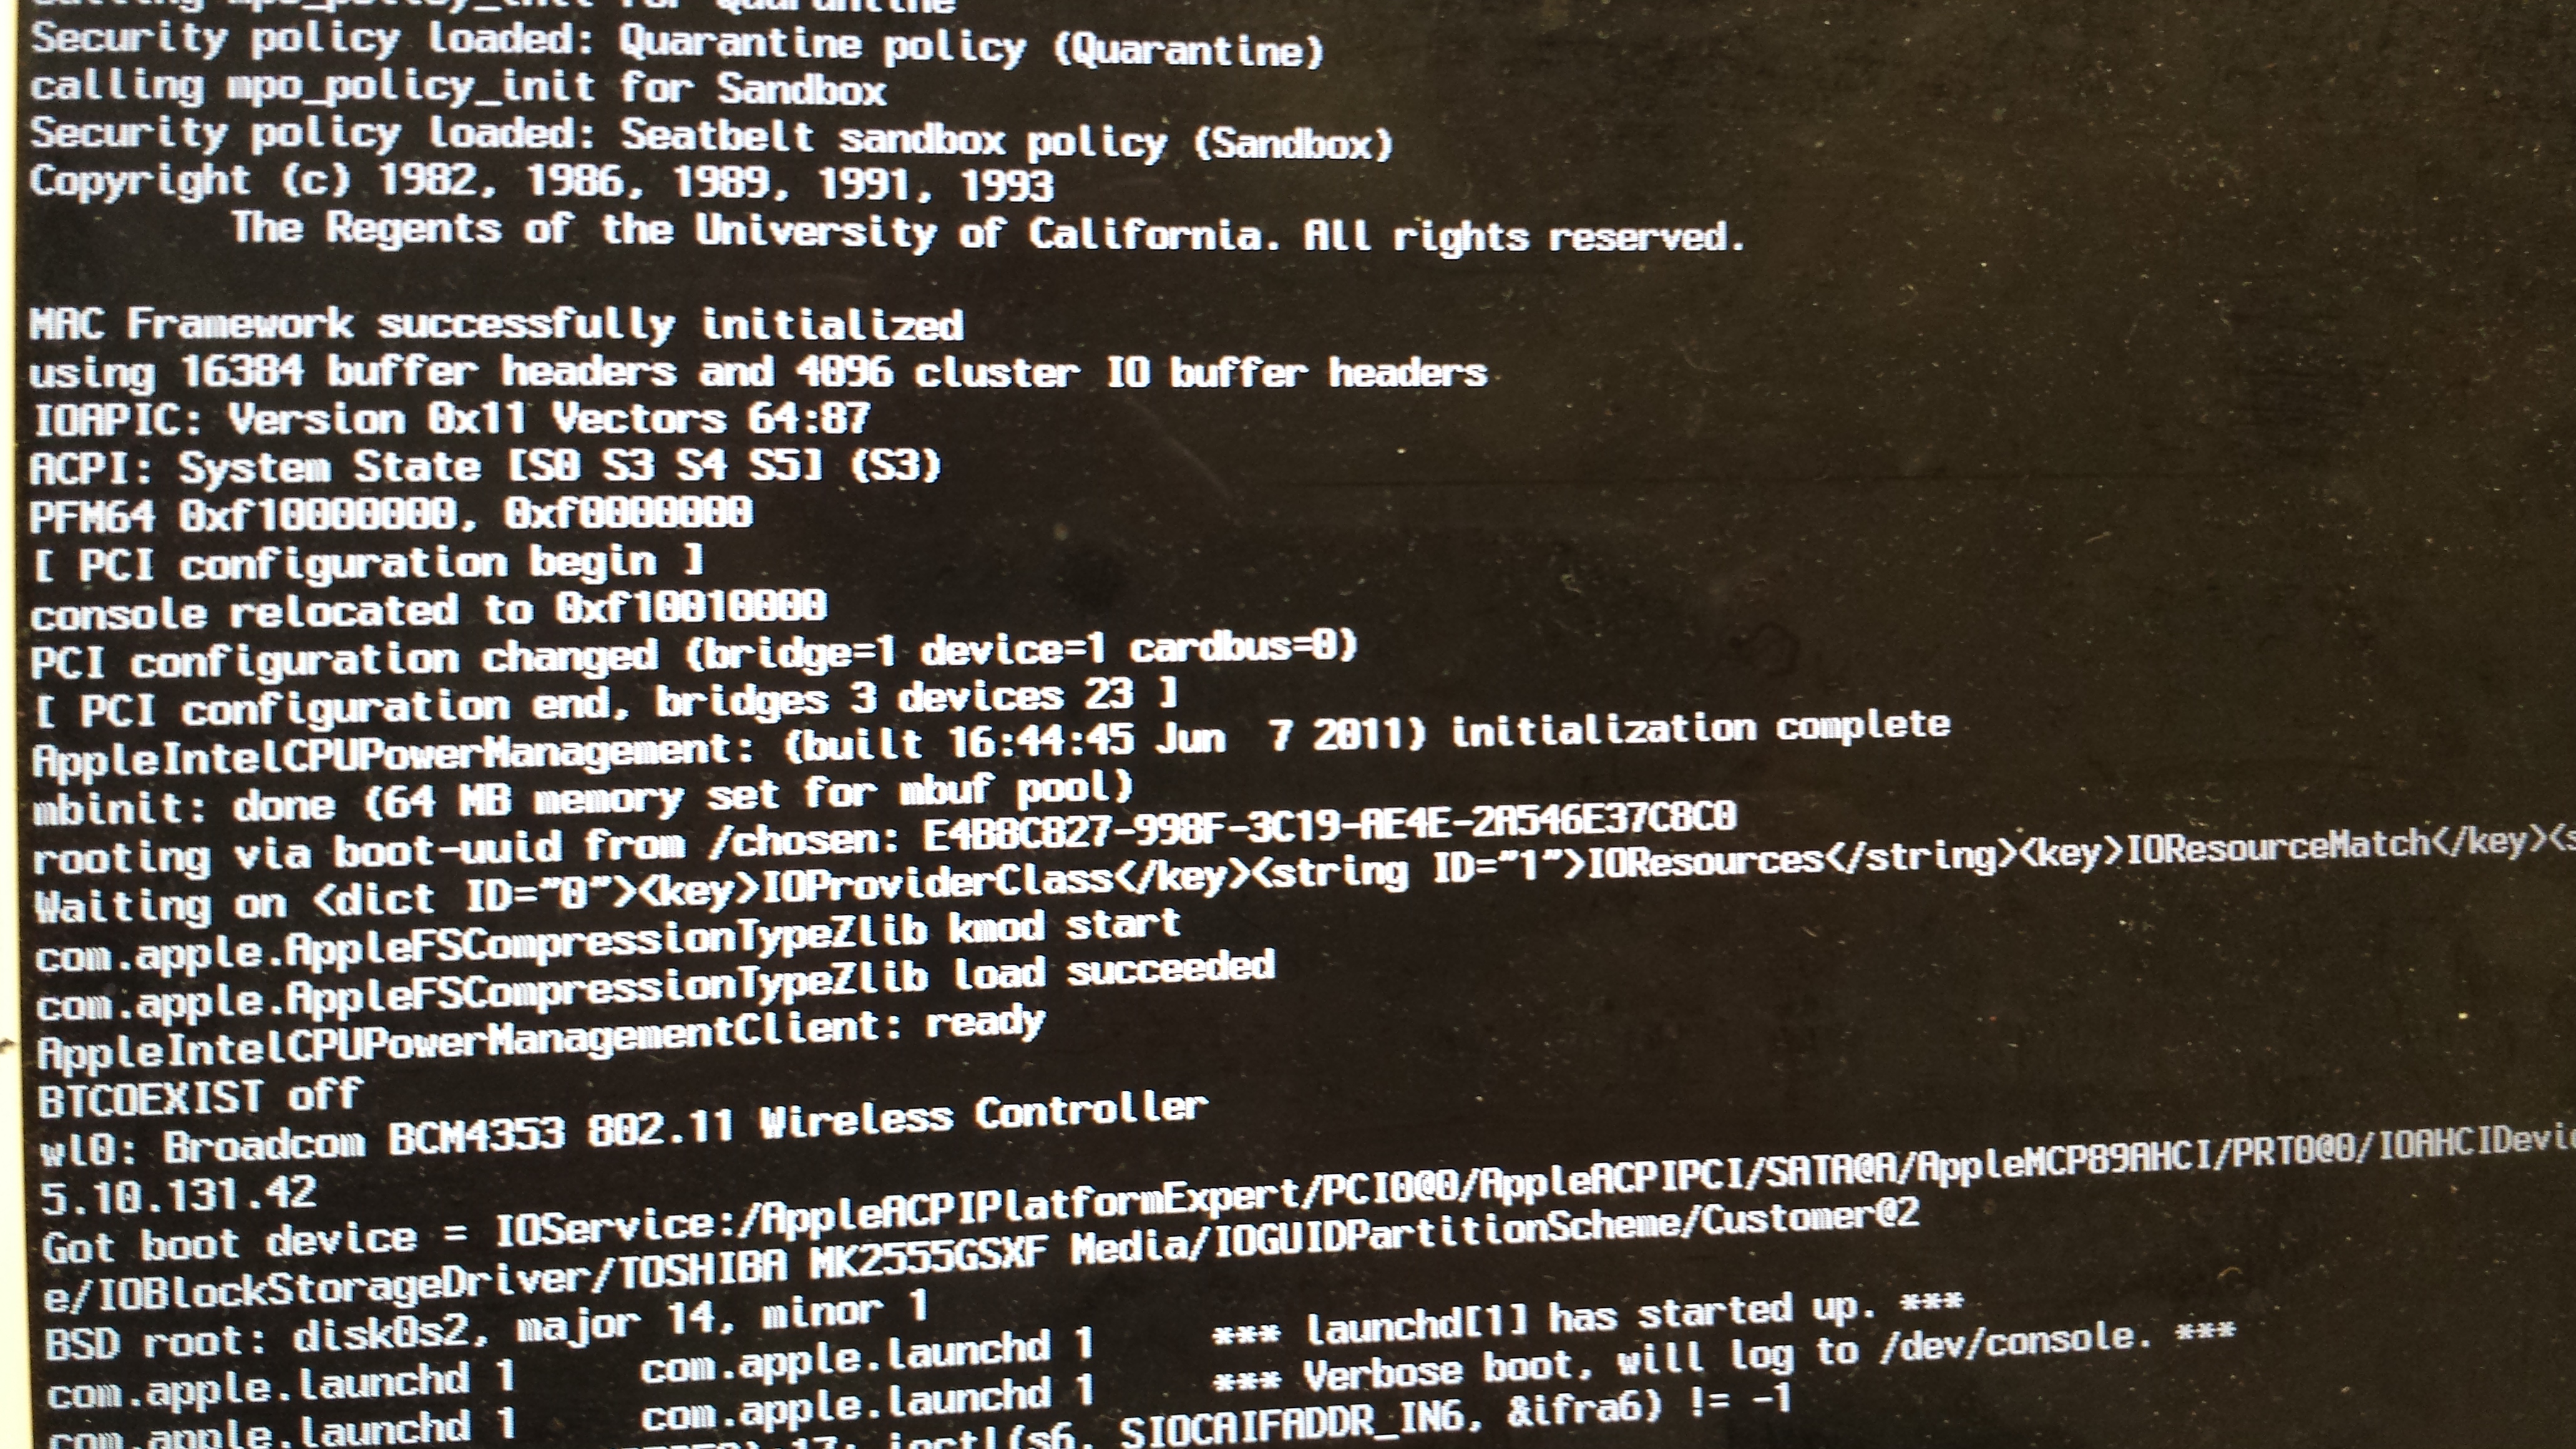 calling mpo_policy_init for Quarantine
Security policy loaded: Quarantine policy (Quarantine)
calling mpo_policy_init for Sandbox
Security policy loaded: Seatbelt sandbox policy (Sandbox)
Copyright (c) 1982, 1986, 1989, 1991, 1993
The Regents of the University of California. All rights reserved.
MAC Framework successfully initialized
using 16384 buffer headers and 4096 cluster IO buffer headers
IOAPIC: Version 0x11 Vectors 64:87
ACPI: System State [S0 S3 S4 S5] (S3)
PFM64 0xf10000000, 0xf0000000
[ PCI configuration begin ]
console relocated to 0xf10010000
PCI configuration changed (bridge=1 device=1 cardbus=0)
[ PCI configuration end, bridges 3 devices 23 ]
AppleIntelCPUPowerManagement: (built 16:44:45 Jun  7 2011) initialization complete
mbinit: done (64 MB memory set for mbuf pool)
rooting via boot-uuid from /chosen: E4B8C827-998F-3C19-AE4E-2A546E37C8C0
Waiting on <dict ID="0"><key>IOProviderClass</key><string ID="1">IOResources</string><key>IOResourceMatch</key><s
com.apple.AppleFSCompressionTypeZlib kmod start
com.apple.AppleFSCompressionTypeZlib load succeeded
AppleIntelCPUPowerManagementClient: ready
BTCOEXIST off
wl0: Broadcom BCM4353 802.11 Wireless Controller
5.10.131.42
Got boot device = IOService:/AppleACPIPlatformExpert/PCI0@0/AppleACPIPCI/SATA@A/AppleMCP89AHCI/PRT0@0/IOAHCIDevic
e/IOBlockStorageDriver/TOSHIBA MK2555GSXF Media/IOGUIDPartitionScheme/Customer@2
BSD root: disk0s2, major 14, minor 1
com.apple.launchd 1 com.apple.launchd 1 *** launchd[1] has started up. ***
com.apple.launchd 1 com.apple.launchd 1 *** Verbose boot, will log to /dev/console. ***
17: ioctl(s6, SIOCAIFADDR_IN6, &ifra6) != -1